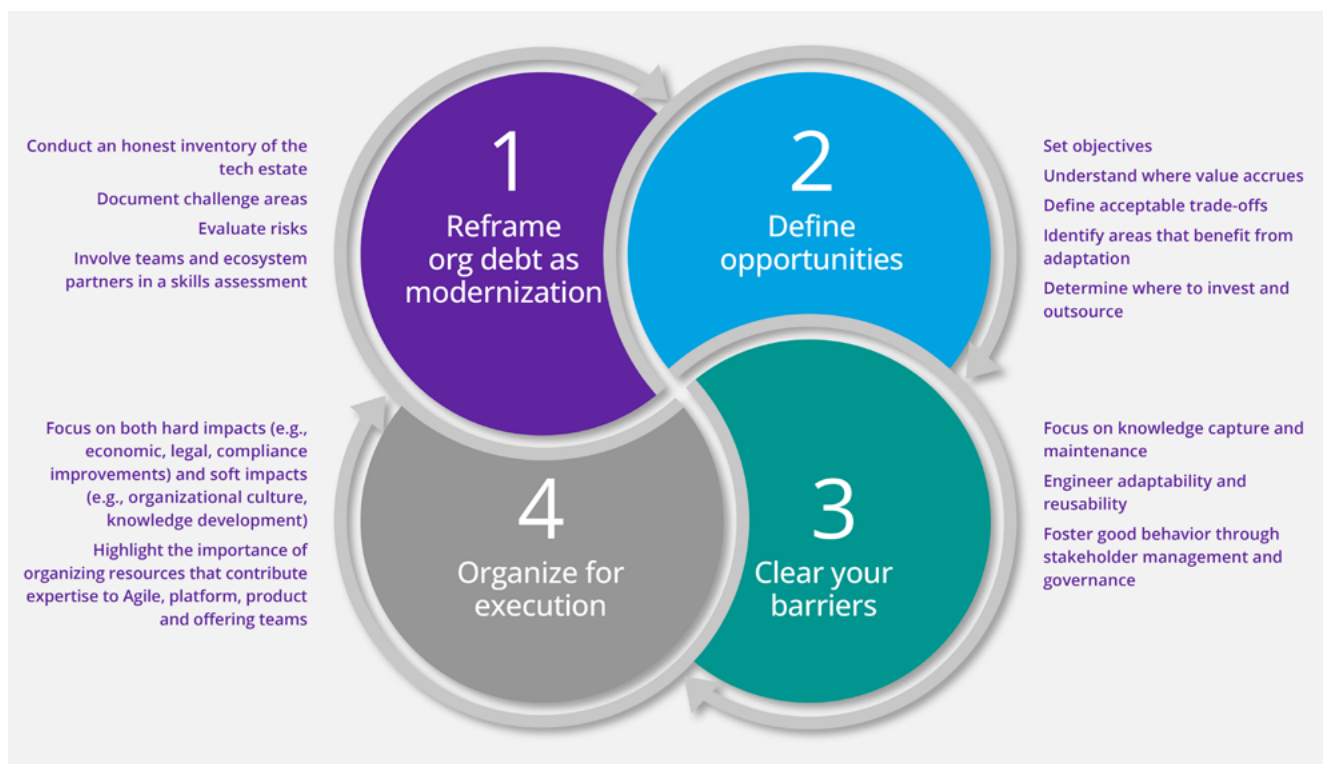 1
Reframe
org debt as
modernization
Conduct an honest inventory of the
tech estate
Document challenge areas
Evaluate risks
Involve teams and ecosystem
partners in a skills assessment
2
Define
opportunities
Set objectives
Understand where value accrues
Define acceptable trade-offs
Identify areas that benefit from
adaptation
Determine where to invest and
outsource
3
Clear your
barriers
Focus on knowledge capture and
maintenance
Engineer adaptability and
reusability
Foster good behavior through
stakeholder management and
governance
4
Organize for
execution
Focus on both hard impacts (e.g.,
economic, legal, compliance
improvements) and soft impacts
(e.g., organizational culture,
knowledge development)
Highlight the importance of
organizing resources that contribute
expertise to Agile, platform, product
and offering teams